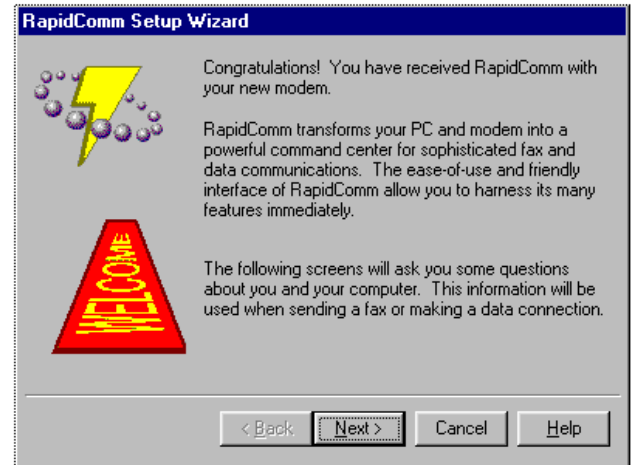 RapidComm Setup Wizard
Congratulations!  You have received RapidComm with
your new modem.
RapidComm transforms your PC and modem into a
powerful command center for sophisticated fax and
data communications.  The ease-of-use and friendly
interface of RapidComm allow you to harness its many
features immediately.
WELCOME
The following screens will ask you some questions
about you and your computer.  This information will be
used when sending a fax or making a data connection.
< Back
Next >
Cancel
Help